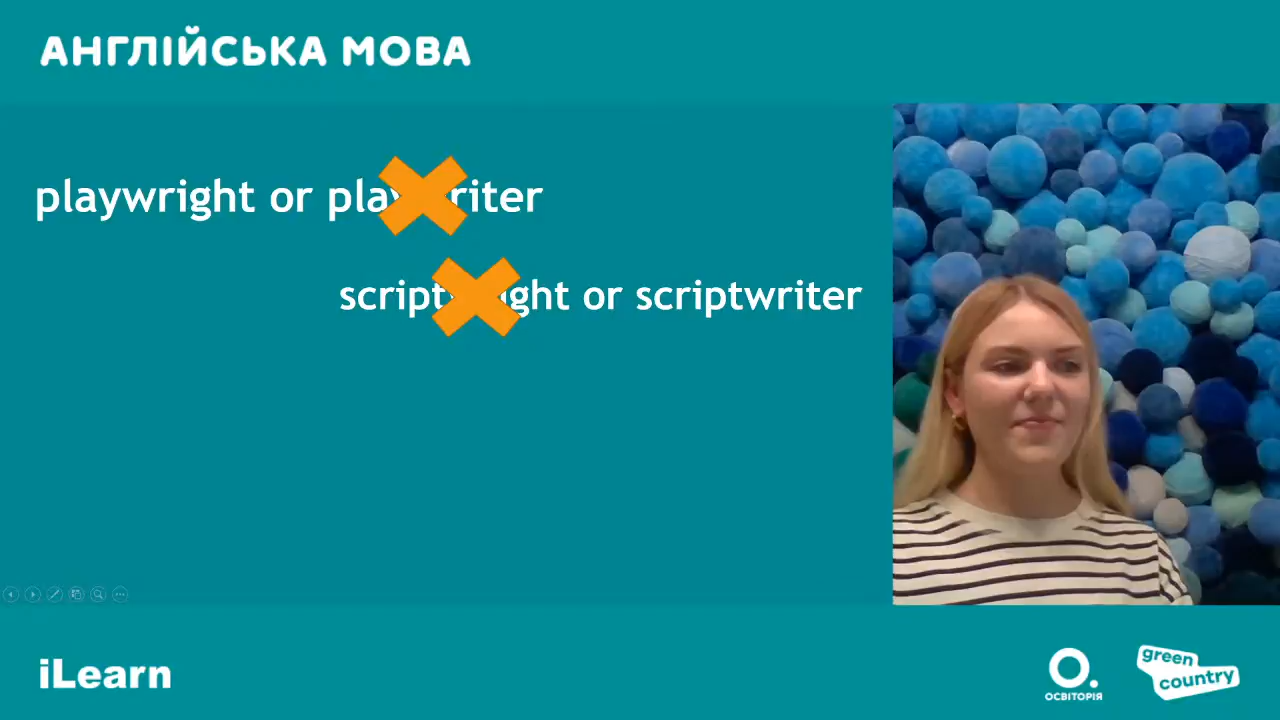 АНГЛІЙСЬКА МОВА
playwright or
or scriptwriter
iLearn
О.
ОСВІТОРІЯ
green
country